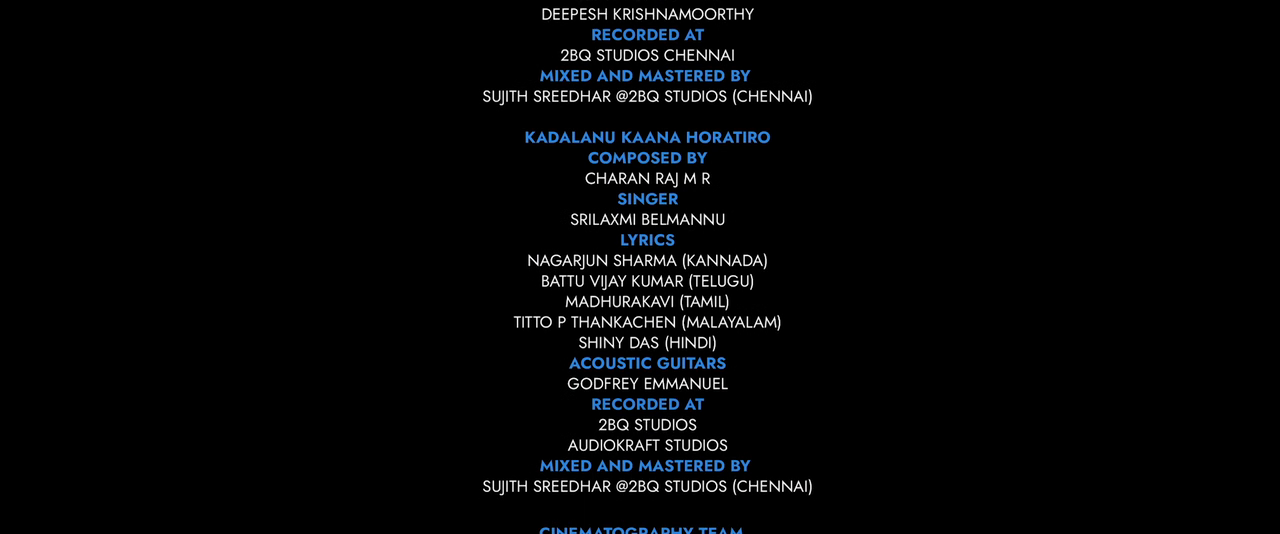 DEEPESH KRISHNAMOORTHY
RECORDED AT
2BQ STUDIOS CHENNAI
MIXED AND MASTERED BY
SUJITH SREEDHAR @2BQ STUDIOS (CHENNAI)
KADALANU KAANA HORATIRO
COMPOSED BY
CHARAN RAJ M R
SINGER
SRILAXMI BELMANNU
LYRICS
NAGARJUN SHARMA (KANNADA)
BATTU VIJAY KUMAR (TELUGU)
MADHURAKAVI (TAMIL)
TITTO P THANKACHEN (MALAYALAM)
SHINY DAS (HINDI)
ACOUSTIC GUITARS
GODFREY EMMANUEL
RECORDED AT
2BQ STUDIOS
AUDIOKRAFT STUDIOS
MIXED AND MASTERED BY
SUJITH SREEDHAR @2BQ STUDIOS (CHENNAI)
CINEMATOGRAPHY TEAM